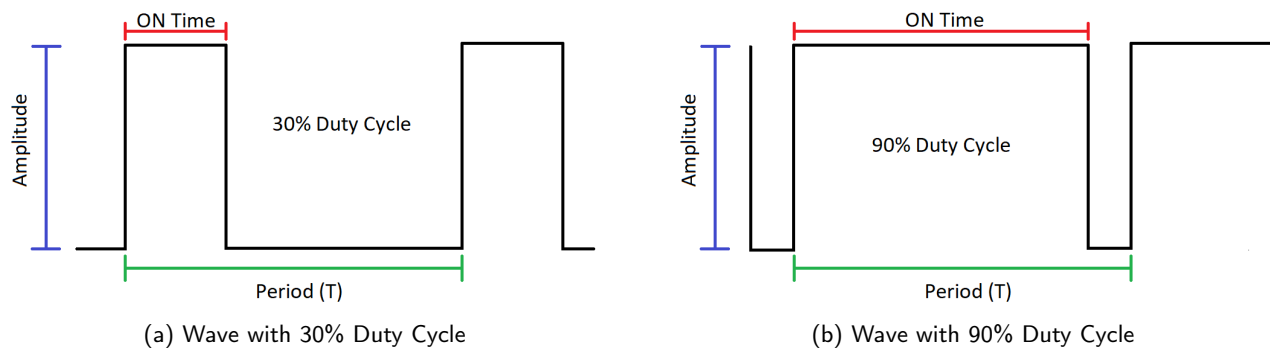 ON Time
Amplitude
30% Duty Cycle
Period (T)
(a) Wave with 30% Duty Cycle
ON Time
Amplitude
90% Duty Cycle
Period (T)
(b) Wave with 90% Duty Cycle